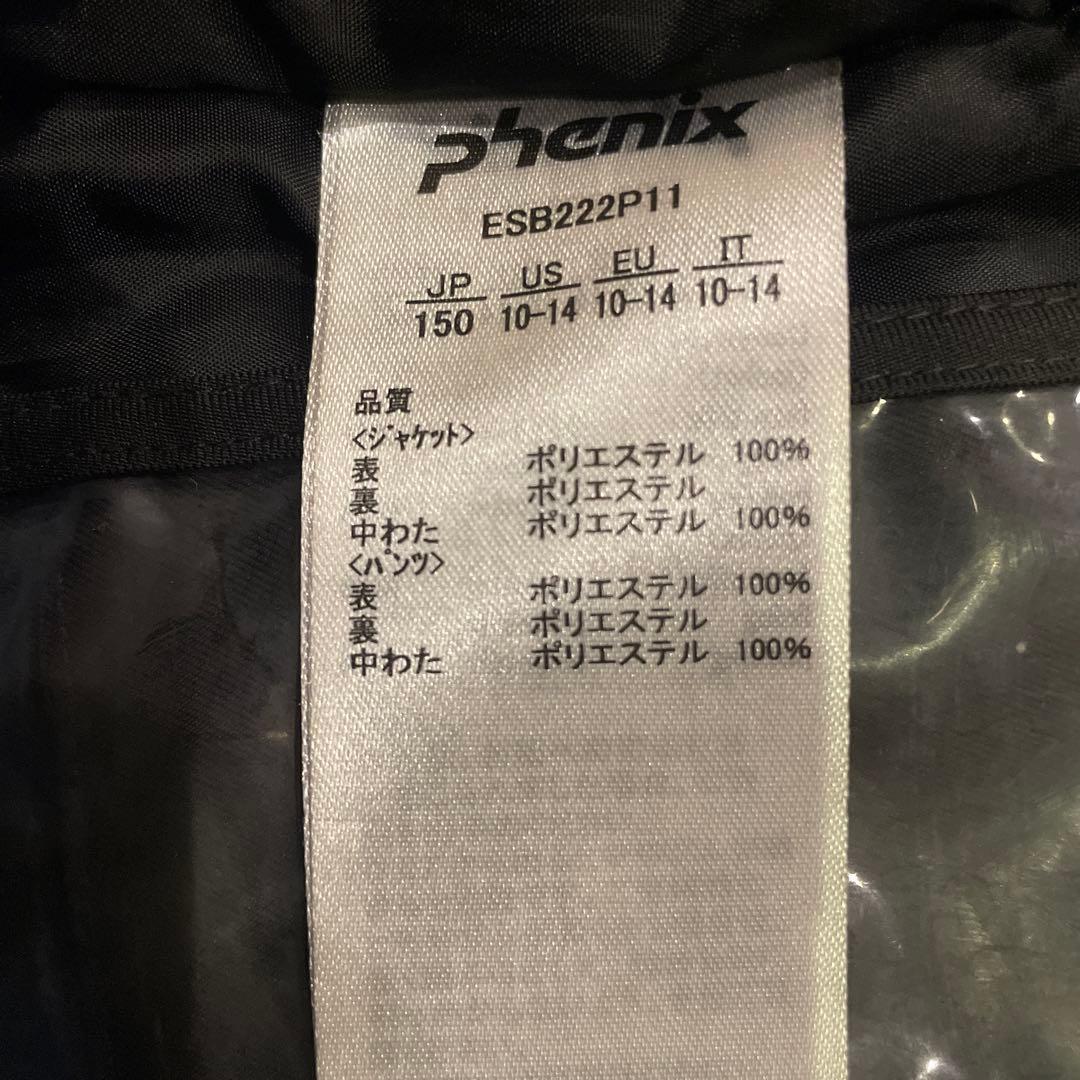 phenix
ESB222P11
JP US EU IT
150 10-14 10-14 10-14
品質
<ジャケット>
表 ポリエステル 100%
裏 ポリエステル
中わた ポリエステル 100%
<パンツ>
表 ポリエステル 100%
裏 ポリエステル
中わた ポリエステル 100%